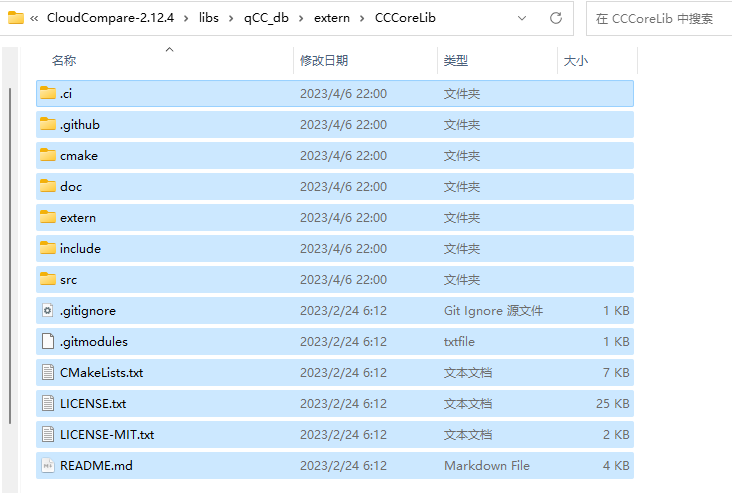 « CloudCompare-2.12.4 > libs > qCC_db > extern > CCCoreLib 在 CCCoreLib 中搜索
名称 修改日期 类型 大小
.ci 2023/4/6 22:00 文件夹
.github 2023/4/6 22:00 文件夹
cmake 2023/4/6 22:00 文件夹
doc 2023/4/6 22:00 文件夹
extern 2023/4/6 22:00 文件夹
include 2023/4/6 22:00 文件夹
src 2023/4/6 22:00 文件夹
.gitignore 2023/2/24 6:12 Git Ignore 源文件 1 KB
.gitmodules 2023/2/24 6:12 txtfile 1 KB
CMakeLists.txt 2023/2/24 6:12 文本文档 7 KB
LICENSE.txt 2023/2/24 6:12 文本文档 25 KB
LICENSE-MIT.txt 2023/2/24 6:12 文本文档 2 KB
README.md 2023/2/24 6:12 Markdown File 4 KB